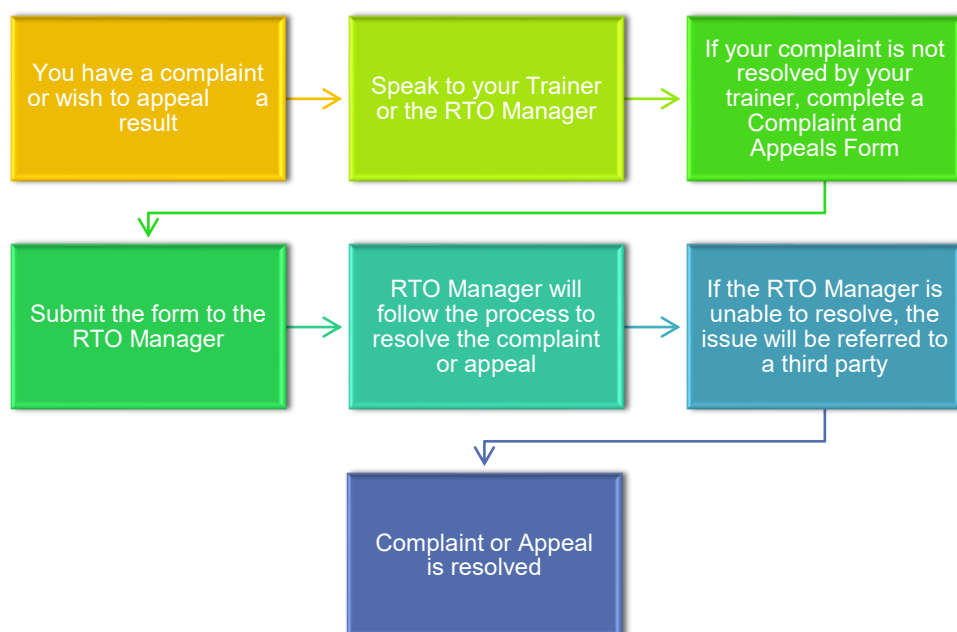 You have a complaint
or wish to appeal a
result
Speak to your Trainer
or the RTO Manager
If your complaint is not
resolved by your
trainer, complete a
Complaint and
Appeals Form
Submit the form to the
RTO Manager
RTO Manager will
follow the process to
resolve the complaint
or appeal
If the RTO Manager is
unable to resolve, the
issue will be referred to
a third party
Complaint or Appeal
is resolved